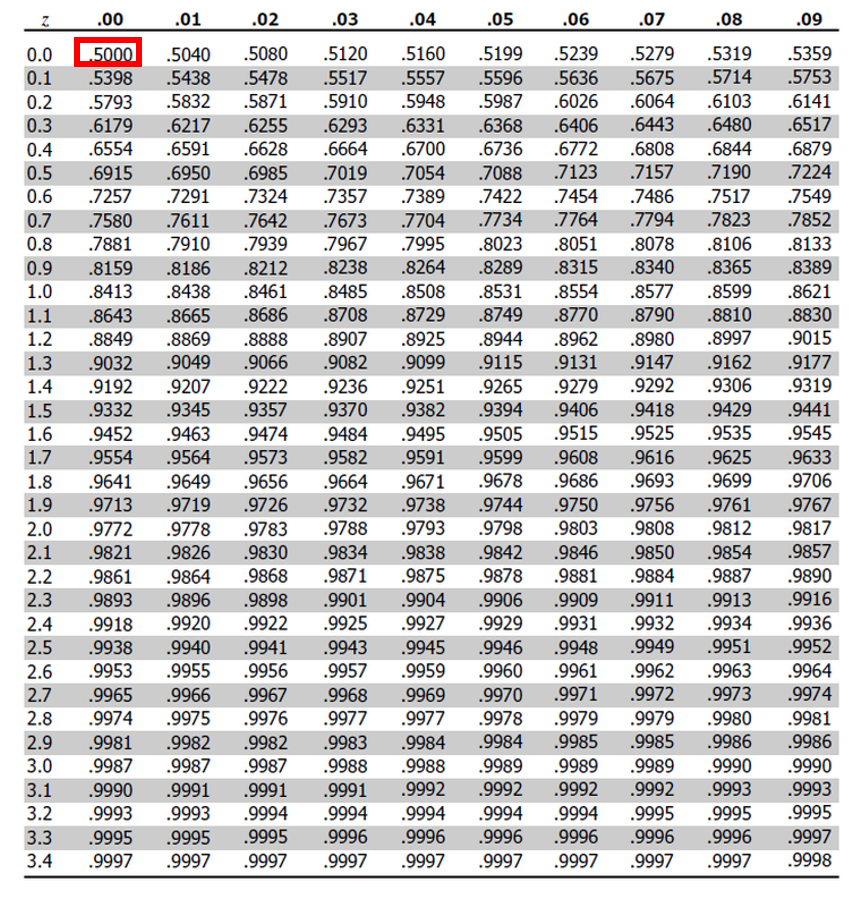 z .00 .01 .02 .03 .04 .05 .06 .07 .08 .09
0.0 .5000 .5040 .5080 .5120 .5160 .5199 .5239 .5279 .5319 .5359
0.1 .5398 .5438 .5478 .5517 .5557 .5596 .5636 .5675 .5714 .5753
0.2 .5793 .5832 .5871 .5910 .5948 .5987 .6026 .6064 .6103 .6141
0.3 .6179 .6217 .6255 .6293 .6331 .6368 .6406 .6443 .6480 .6517
0.4 .6554 .6591 .6628 .6664 .6700 .6736 .6772 .6808 .6844 .6879
0.5 .6915 .6950 .6985 .7019 .7054 .7088 .7123 .7157 .7190 .7224
0.6 .7257 .7291 .7324 .7357 .7389 .7422 .7454 .7486 .7517 .7549
0.7 .7580 .7611 .7642 .7673 .7704 .7734 .7764 .7794 .7823 .7852
0.8 .7881 .7910 .7939 .7967 .7995 .8023 .8051 .8078 .8106 .8133
0.9 .8159 .8186 .8212 .8238 .8264 .8289 .8315 .8340 .8365 .8389
1.0 .8413 .8438 .8461 .8485 .8508 .8531 .8554 .8577 .8599 .8621
1.1 .8643 .8665 .8686 .8708 .8729 .8749 .8770 .8790 .8810 .8830
1.2 .8849 .8869 .8888 .8907 .8925 .8944 .8962 .8980 .8997 .9015
1.3 .9032 .9049 .9066 .9082 .9099 .9115 .9131 .9147 .9162 .9177
1.4 .9192 .9207 .9222 .9236 .9251 .9265 .9279 .9292 .9306 .9319
1.5 .9332 .9345 .9357 .9370 .9382 .9394 .9406 .9418 .9429 .9441
1.6 .9452 .9463 .9474 .9484 .9495 .9505 .9515 .9525 .9535 .9545
1.7 .9554 .9564 .9573 .9582 .9591 .9599 .9608 .9616 .9625 .9633
1.8 .9641 .9649 .9656 .9664 .9671 .9678 .9686 .9693 .9699 .9706
1.9 .9713 .9719 .9726 .9732 .9738 .9744 .9750 .9756 .9761 .9767
2.0 .9772 .9778 .9783 .9788 .9793 .9798 .9803 .9808 .9812 .9817
2.1 .9821 .9826 .9830 .9834 .9838 .9842 .9846 .9850 .9854 .9857
2.2 .9861 .9864 .9868 .9871 .9875 .9878 .9881 .9884 .9887 .9890
2.3 .9893 .9896 .9898 .9901 .9904 .9906 .9909 .9911 .9913 .9916
2.4 .9918 .9920 .9922 .9925 .9927 .9929 .9931 .9932 .9934 .9936
2.5 .9938 .9940 .9941 .9943 .9945 .9946 .9948 .9949 .9951 .9952
2.6 .9953 .9955 .9956 .9957 .9959 .9960 .9961 .9962 .9963 .9964
2.7 .9965 .9966 .9967 .9968 .9969 .9970 .9971 .9972 .9973 .9974
2.8 .9974 .9975 .9976 .9977 .9977 .9978 .9979 .9979 .9980 .9981
2.9 .9981 .9982 .9982 .9983 .9984 .9984 .9985 .9985 .9986 .9986
3.0 .9987 .9987 .9987 .9988 .9988 .9989 .9989 .9989 .9990 .9990
3.1 .9990 .9991 .9991 .9991 .9992 .9992 .9992 .9992 .9993 .9993
3.2 .9993 .9993 .9994 .9994 .9994 .9994 .9994 .9995 .9995 .9995
3.3 .9995 .9995 .9995 .9996 .9996 .9996 .9996 .9996 .9996 .9997
3.4 .9997 .9997 .9997 .9997 .9997 .9997 .9997 .9997 .9997 .9998